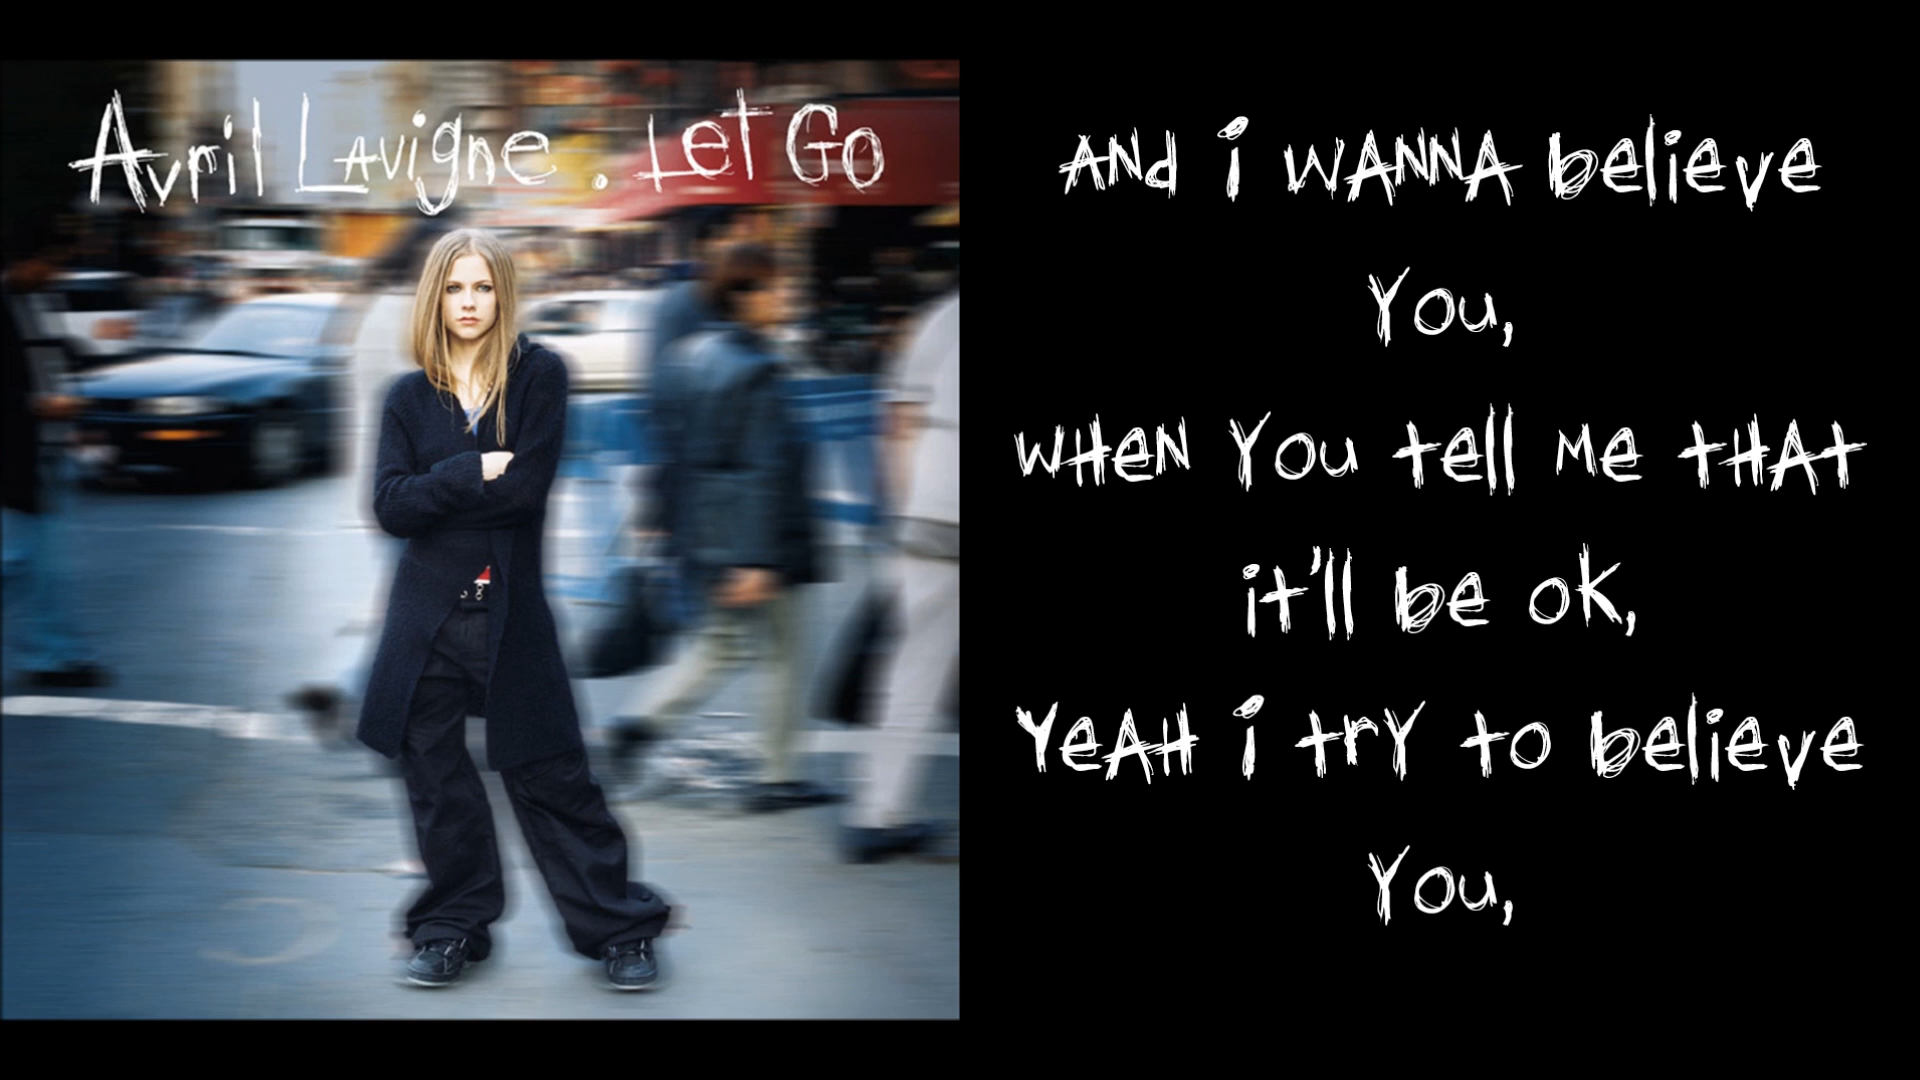 Avril Lavigne . Let Go
And i wanna believe
You,
when You tell me that
it'll be ok,
Yeah i try to believe
You,